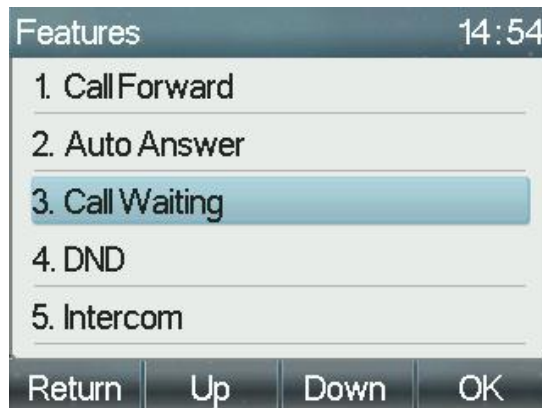 Features 14:54
1. Call Forward
2. Auto Answer
3. Call Waiting
4. DND
5. Intercom
Return Up Down OK